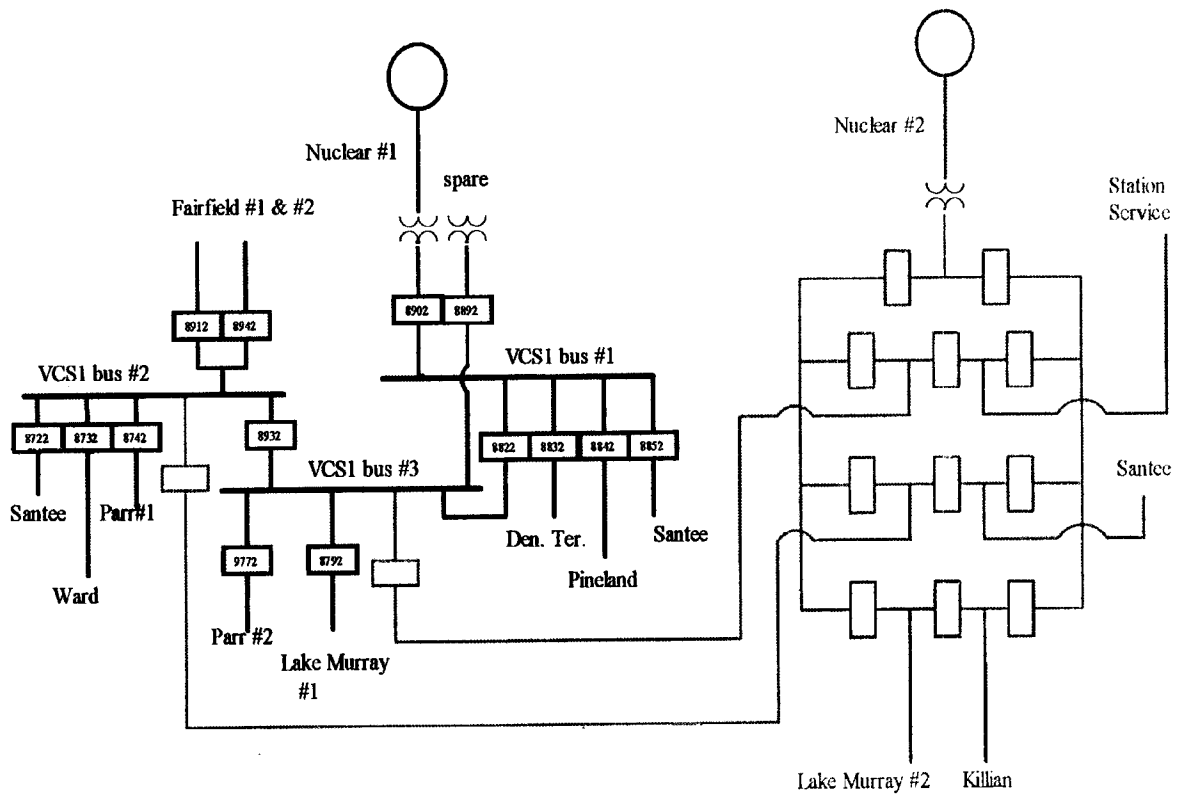 Nuclear #1
spare
Fairfield #1 & #2
Nuclear #2
Station
Service
8912
8942
8902
8892
VCS1 bus #2
VCS1 bus #1
8722
8732
8742
8932
8822
8832
8842
8852
VCS1 bus #3
Santee
Parr#1
Ward
9772
8792
Den. Ter.
Santee
Pineland
Parr #2
Lake Murray
#1
Santee
Lake Murray #2
Killian